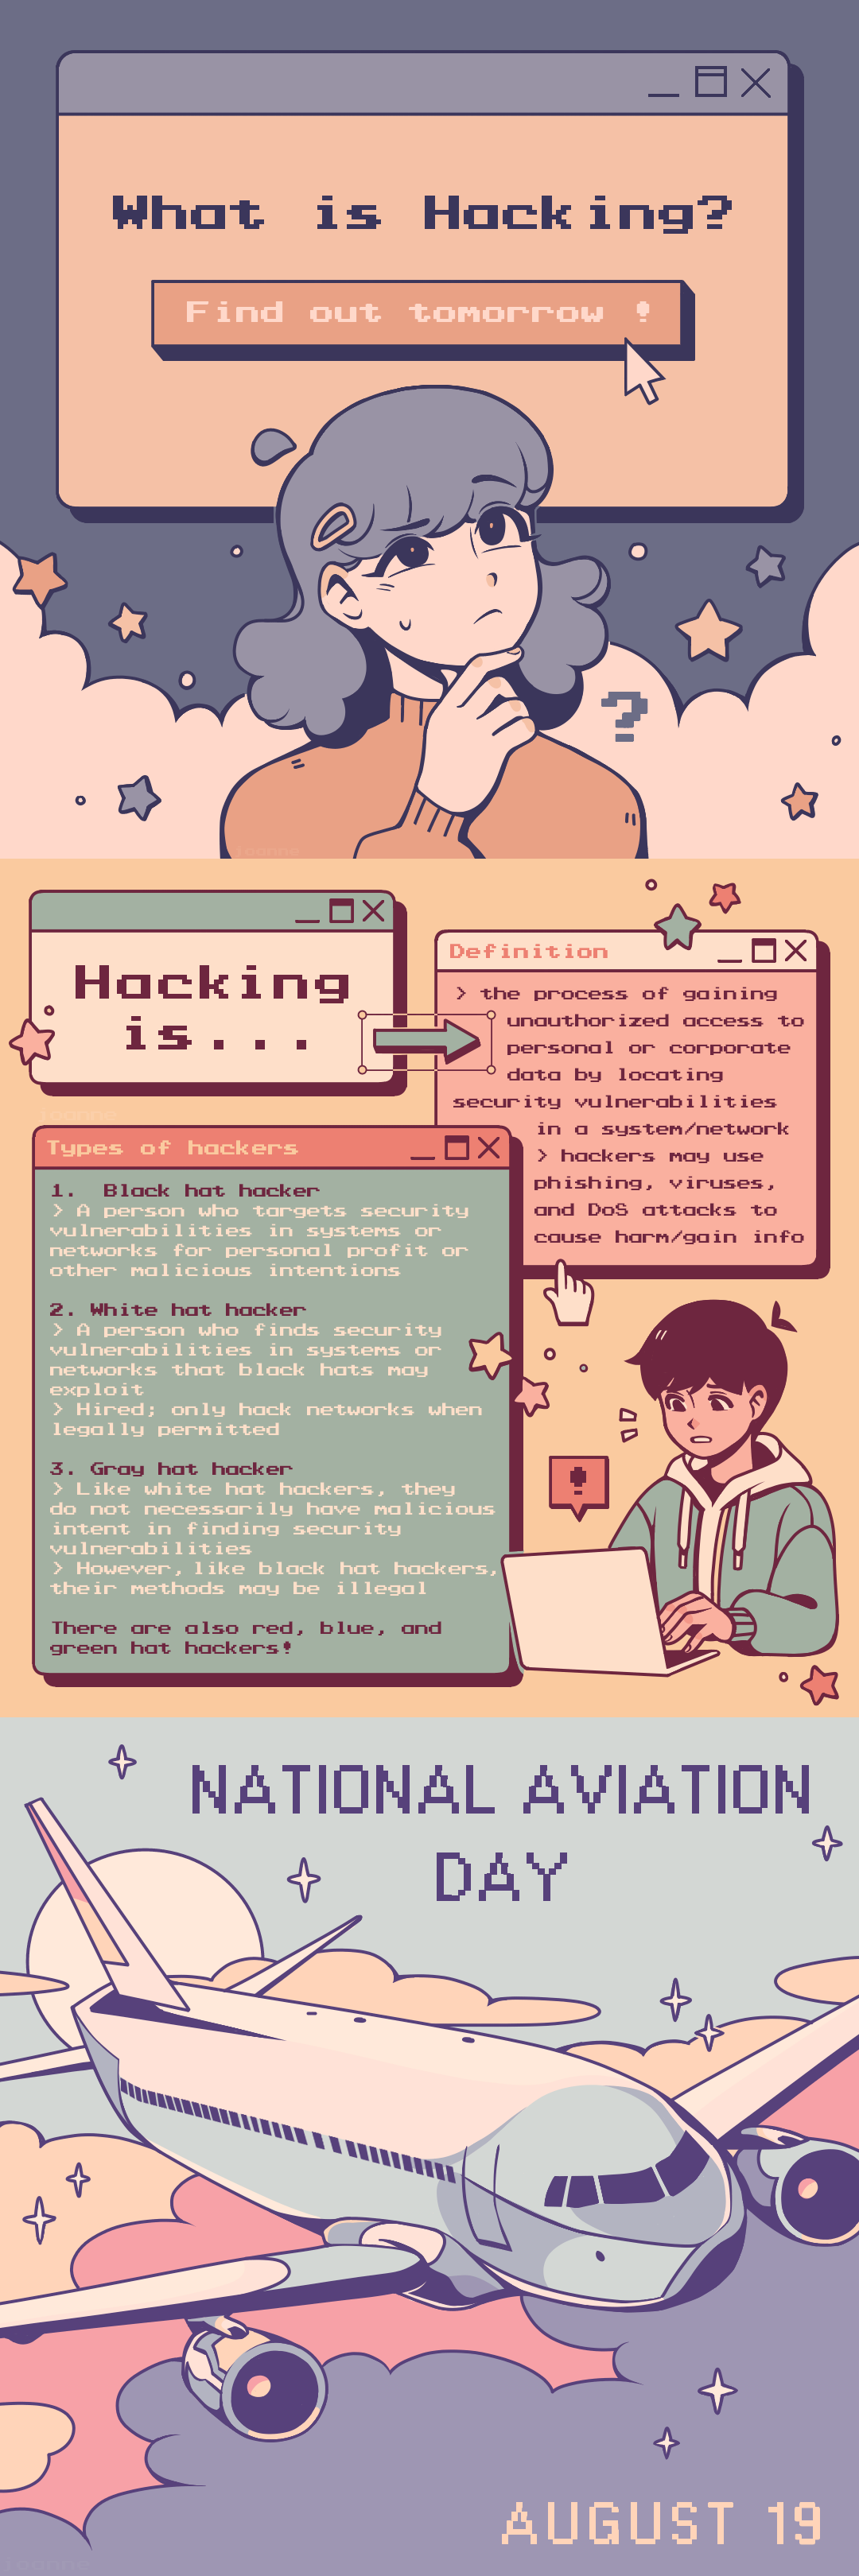 What is Hacking?
Find out tomorrow !
?
Joanne
Hacking
is...
Definition
> the process of gaining
unauthorized access to
personal or corporate
data by locating
security vulnerabilities
in a system/network
> hackers may use
phishing, viruses,
and DoS attacks to
cause harm/gain info
Joanne
Types of hackers
1. Black hat hacker
> A person who targets security
vulnerabilities in systems or
networks for personal profit or
other malicious intentions
2. White hat hacker
> A person who finds security
vulnerabilities in systems or
networks that black hats may
exploit
> Hired; only hack networks when
legally permitted
3. Gray hat hacker
> Like white hat hackers, they
do not necessarily have malicious
intent in finding security
vulnerabilities
> However, like black hat hackers,
their methods may be illegal
There are also red, blue, and
green hat hackers!
!
NATIONAL AVIATION
DAY
AUGUST 19